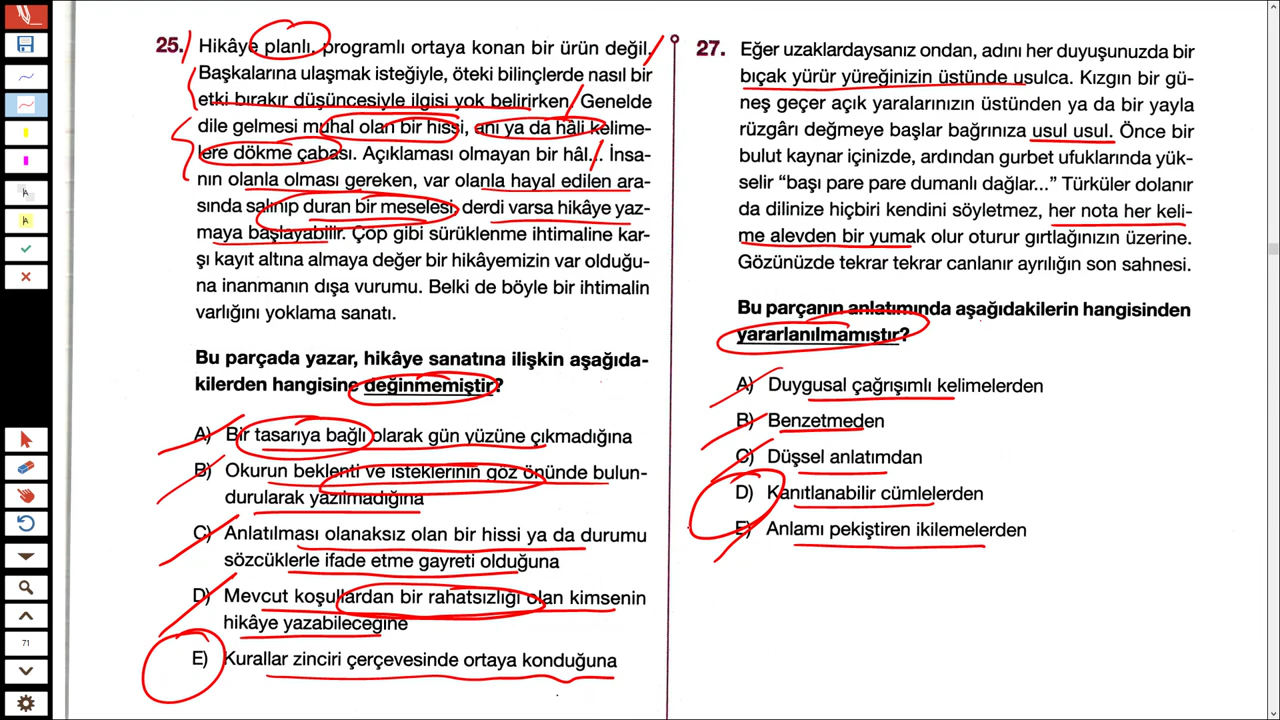 25.
Hikâye planlı, programlı ortaya konan bir ürün değil.
Başkalarına ulaşmak isteğiyle, öteki bilinçlerde nasıl bir
etki bırakır düşüncesiyle ilgisi yok belirirken. Genelde
dile gelmesi muhal olan bir hissi, anı ya da hâli kelime-
lere dökme çabası. Açıklaması olmayan bir hâl... İnsa-
nın olanla olması gereken, var olanla hayal edilen ara-
sında salınıp duran bir meselesi, derdi varsa hikâye yaz-
maya başlayabilir. Çop gibi sürüklenme ihtimaline kar-
şı kayıt altına almaya değer bir hikâyemizin var olduğu-
na inanmanın dışa vurumu. Belki de böyle bir ihtimalin
varlığını yoklama sanatı.
Bu parçada yazar, hikâye sanatına ilişkin aşağıda-
kilerden hangisine değinmemiştir?
A) Bir tasarıya bağlı olarak gün yüzüne çıkmadığına
B) Okurun beklenti ve isteklerinin göz önünde bulun-
durularak yazılmadığına
C) Anlatılması olanaksız olan bir hissi ya da durumu
sözcüklerle ifade etme gayreti olduğuna
D) Mevcut koşullardan bir rahatsızlığı olan kimsenin
hikâye yazabileceğine
E) Kurallar zinciri çerçevesinde ortaya konduğuna
27.
Eğer uzaklardaysanız ondan, adını her duyuşunuzda bir
bıçak yürür yüreğinizin üstünde usulca. Kızgın bir gü-
neş geçer açık yaralarınızın üstünden ya da bir yayla
rüzgârı değmeye başlar bağrınıza usul usul. Önce bir
bulut kaynar içinizde, ardından gurbet ufuklarında yük-
selir “başı pare pare dumanlı dağlar...” Türküler dolanır
da dilinize hiçbiri kendini söyletmez, her nota her keli-
me alevden bir yumak olur oturur gırtlağınızın üzerine.
Gözünüzde tekrar tekrar canlanır ayrılığın son sahnesi.
Bu parçanın anlatımında aşağıdakilerin hangisinden
yararlanılmamıştır?
A) Duygusal çağrışımlı kelimelerden
B) Benzetmeden
C) Düşsel anlatımdan
D) Kanıtlanabilir cümlelerden
E) Anlamı pekiştiren ikilemelerden
71